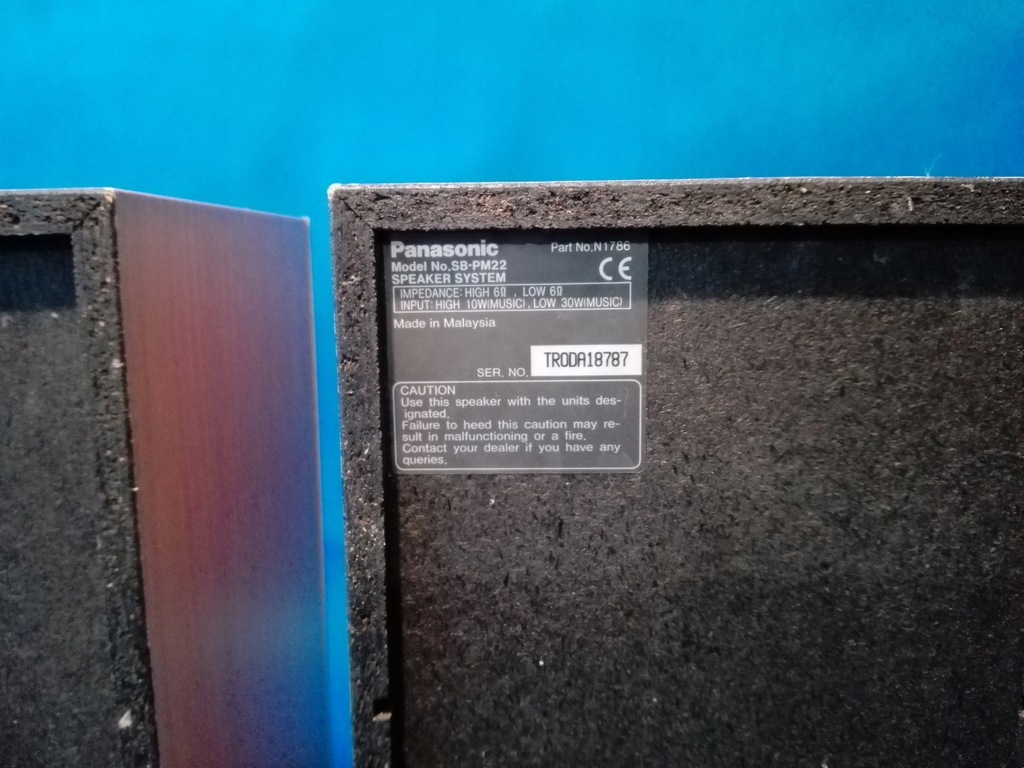 Panasonic Part No.N1786
Model No.SB-PM22
SPEAKER SYSTEM
CE
IMPEDANCE: HIGH 6Ω , LOW 6Ω
INPUT: HIGH 10W(MUSIC), LOW 30W(MUSIC)
Made in Malaysia
SER. NO. TRODA18787
CAUTION
Use this speaker with the units des-
ignated.
Failure to heed this caution may re-
sult in malfunctioning or a fire.
Contact your dealer if you have any
queries.